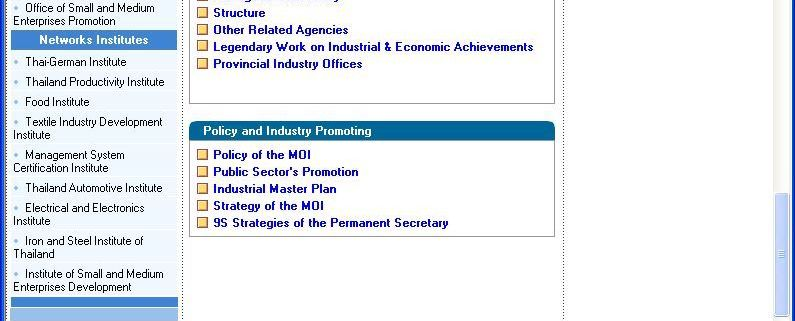 Office of Small and Medium
Enterprises Promotion
Networks Institutes
Thai-German Institute
Thailand Productivity Institute
Food Institute
Textile Industry Development
Institute
Management System
Certification Institute
Thailand Automotive Institute
Electrical and Electronics
Institute
Iron and Steel Institute of
Thailand
Institute of Small and Medium
Enterprises Development
Structure
Other Related Agencies
Legendary Work on Industrial & Economic Achievements
Provincial Industry Offices
Policy and Industry Promoting
Policy of the MOI
Public Sector's Promotion
Industrial Master Plan
Strategy of the MOI
9S Strategies of the Permanent Secretary